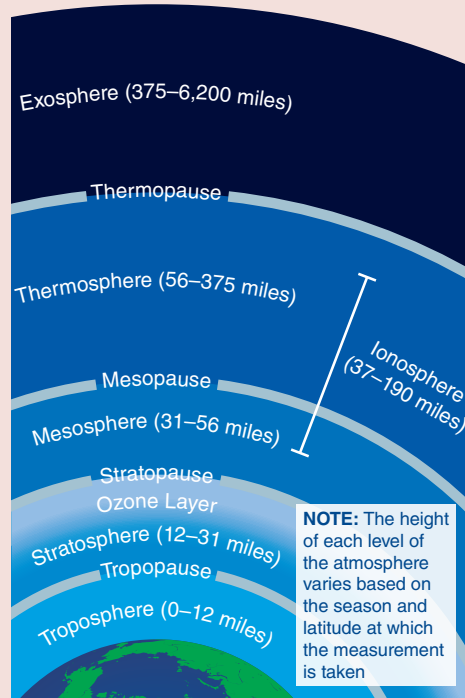 Exosphere (375–6,200 miles)
Thermopause
Thermosphere (56–375 miles)
Ionosphere
(37–190 miles)
Mesopause
Mesosphere (31–56 miles)
Stratopause
Ozone Layer
Stratosphere (12–31 miles)
Tropopause
Troposphere (0–12 miles)
NOTE: The height
of each level of
the atmosphere
varies based on
the season and
latitude at which
the measurement
is taken